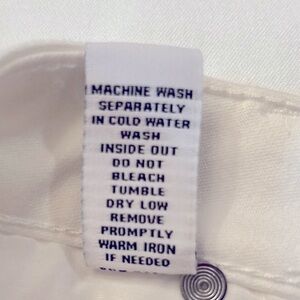 MACHINE WASH
SEPARATELY
IN COLD WATER
WASH
INSIDE OUT
DO NOT
BLEACH
TUMBLE
DRY LOW
REMOVE
PROMPTLY
WARM IRON
IF NEEDED